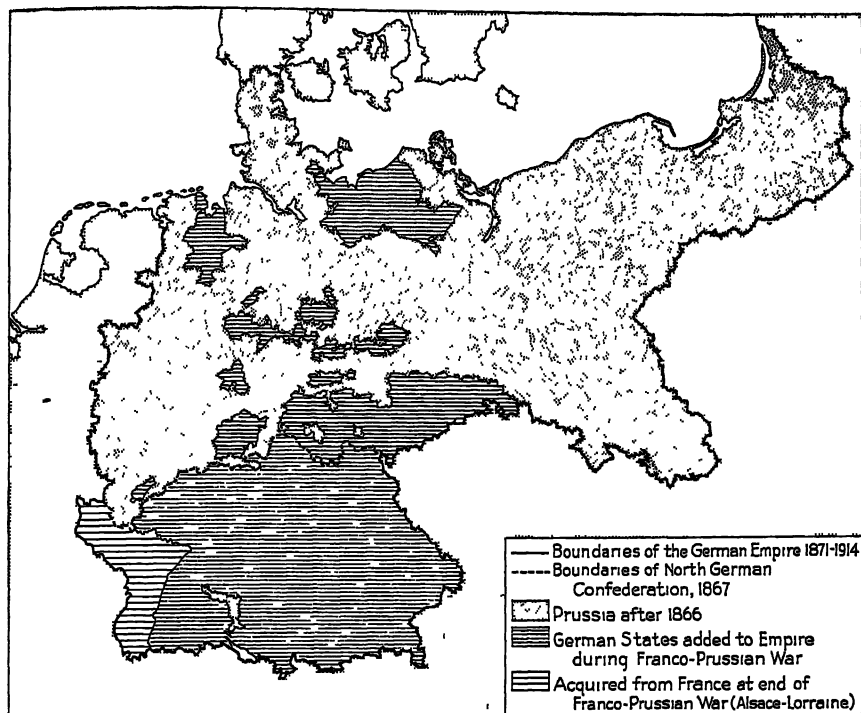 Boundaries of the German Empire 1871-1914
Boundaries of North German
Confederation, 1867
Prussia after 1866
German States added to Empire
during Franco-Prussian War
Acquired from France at end of
Franco-Prussian War (Alsace-Lorraine)